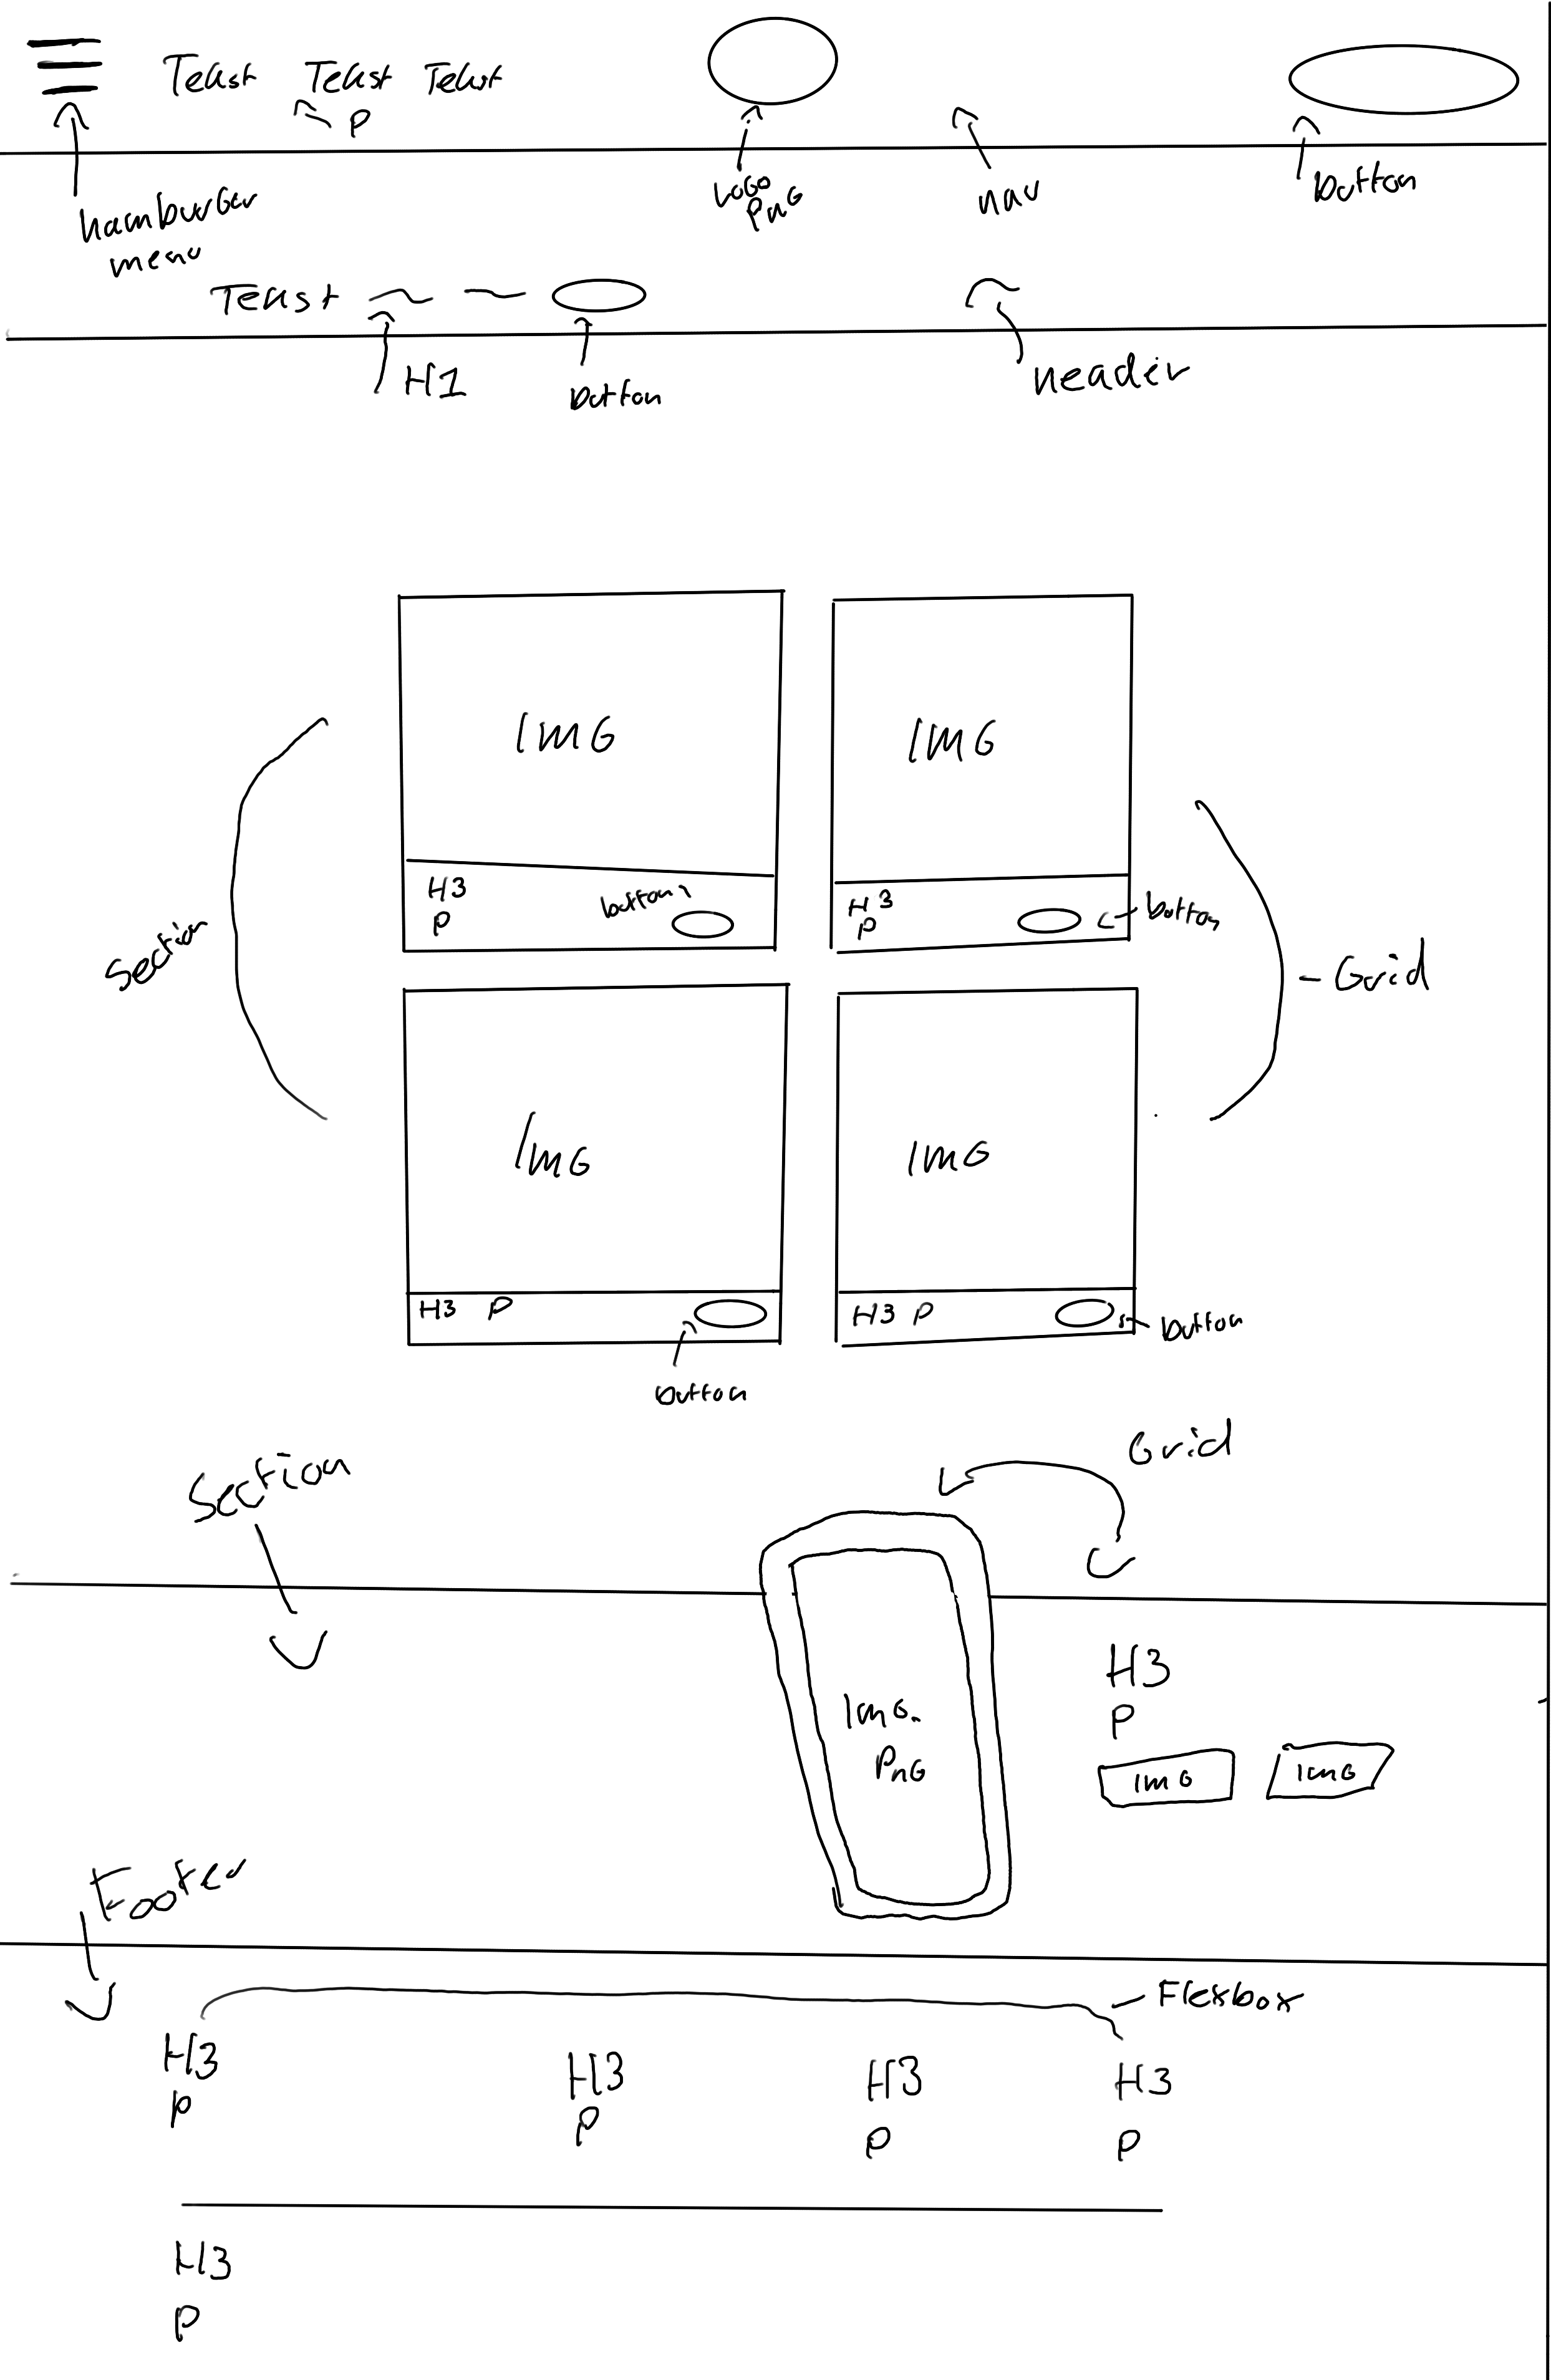 Tekst Tekst Tekst
P
hamburger
menu
LOGO
PNG
nav
button
Tekst
H1
button
Header
IMG
IMG
H3
P
button
H3
P
button
Section
Grid
IMG
IMG
H3 P
button
H3 P
button
Section
Grid
IMG.
PNG
H3
P
IMG
IMG
Footer
Flexbox
H3
P
H3
P
H3
P
H3
P
H3
P